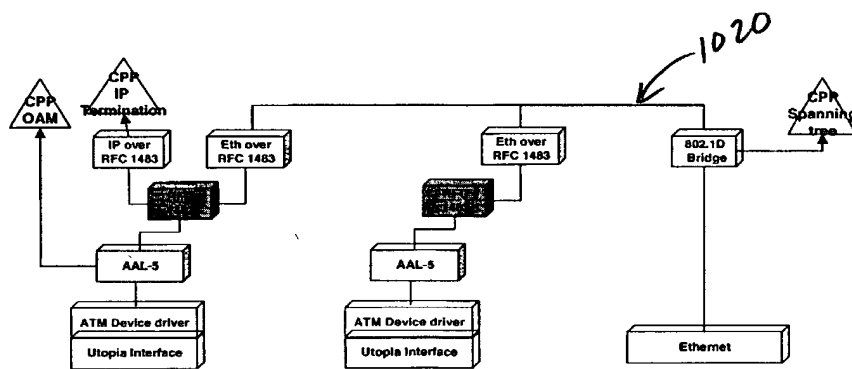 1020
CPP
OAM
CPP
IP
Termination
CPP
Spanning
tree
IP over
RFC 1483
Eth over
RFC 1483
Eth over
RFC 1483
802.1D
Bridge
AAL-5
AAL-5
ATM Device driver
Utopia Interface
ATM Device driver
Utopia Interface
Ethernet